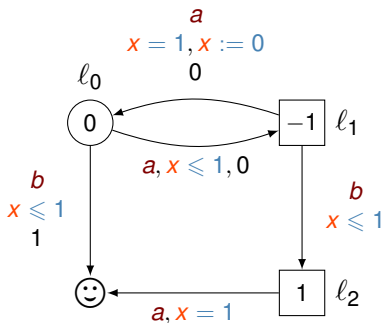 a
x = 1, x := 0
0
ℓ0
0
−1
ℓ1
a, x ⩽ 1, 0
b
x ⩽ 1
1
b
x ⩽ 1
1
ℓ2
a, x = 1